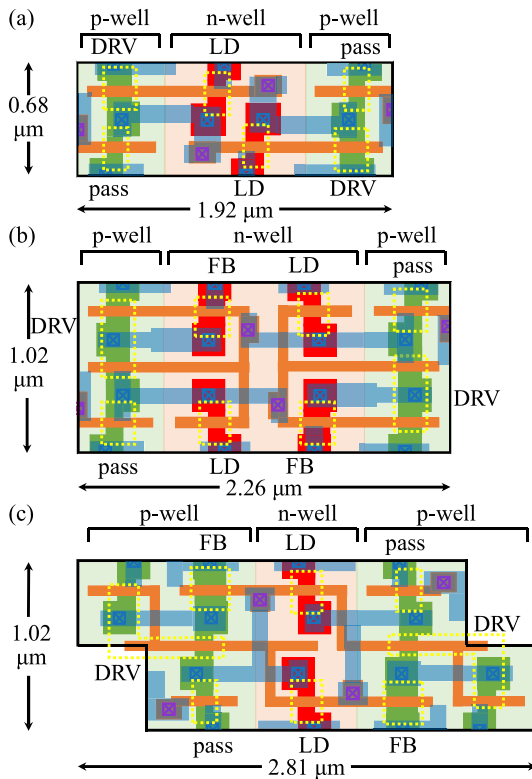 (a)
p-well n-well p-well
DRV LD pass
0.68
μm
pass LD DRV
1.92 μm
(b)
p-well n-well p-well
FB LD pass
DRV
1.02
μm
DRV
pass LD FB
2.26 μm
(c)
p-well n-well p-well
FB LD pass
DRV
1.02
μm
DRV
pass LD FB
2.81 μm